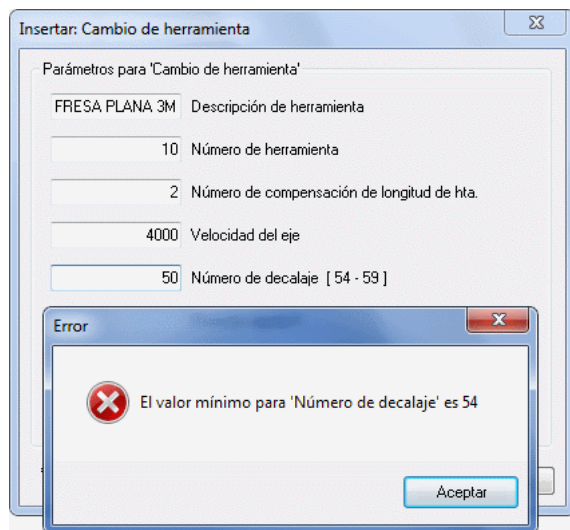 Insertar: Cambio de herramienta
Parámetros para 'Cambio de herramienta'
FRESA PLANA 3M Descripción de herramienta
10 Número de herramienta
2 Número de compensación de longitud de hta.
4000 Velocidad del eje
50 Número de decalaje [ 54 - 59 ]
Error
El valor mínimo para 'Número de decalaje' es 54
Aceptar